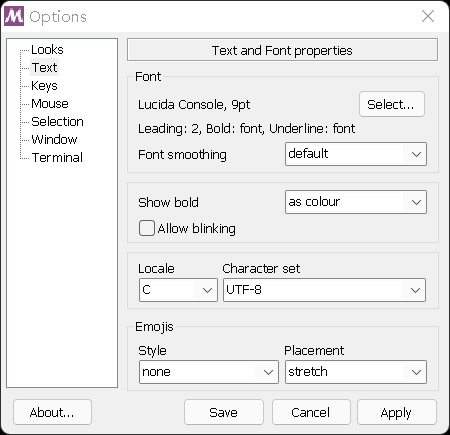 Options
Looks
Text
Keys
Mouse
Selection
Window
Terminal
Text and Font properties
Font
Lucida Console, 9pt
Select...
Leading: 2, Bold: font, Underline: font
Font smoothing
default
Show bold
as colour
Allow blinking
Locale
Character set
C
UTF-8
Emojis
Style
Placement
none
stretch
About...
Save
Cancel
Apply